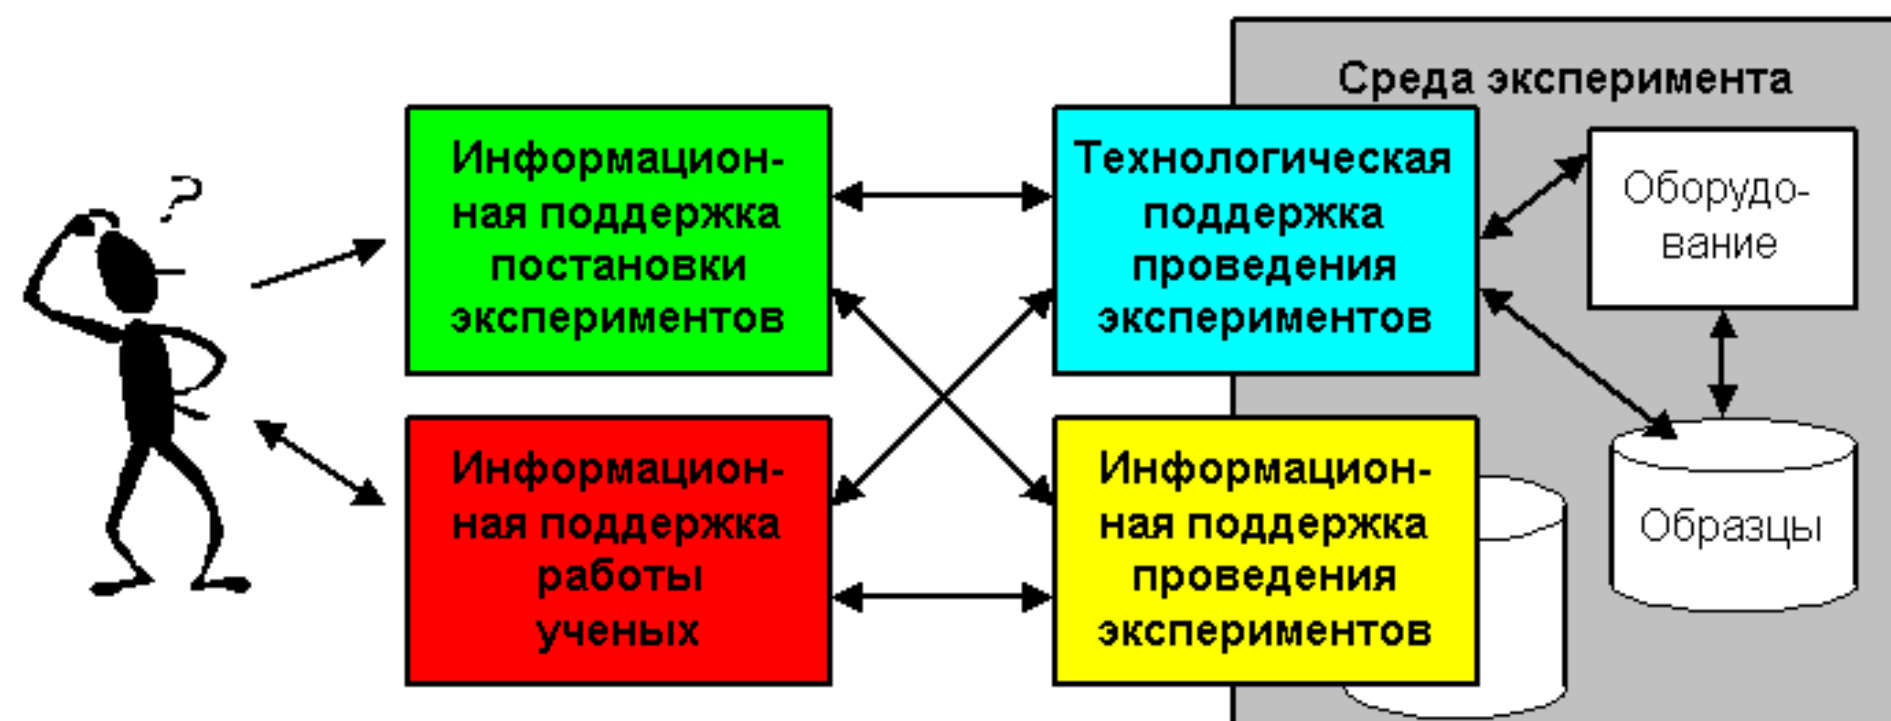 Среда эксперимента
?
Информацион-
ная поддержка
постановки
экспериментов
Технологическая
поддержка
проведения
экспериментов
Оборудо-
вание
Информацион-
ная поддержка
работы
ученых
Информацион-
ная поддержка
проведения
экспериментов
Образцы